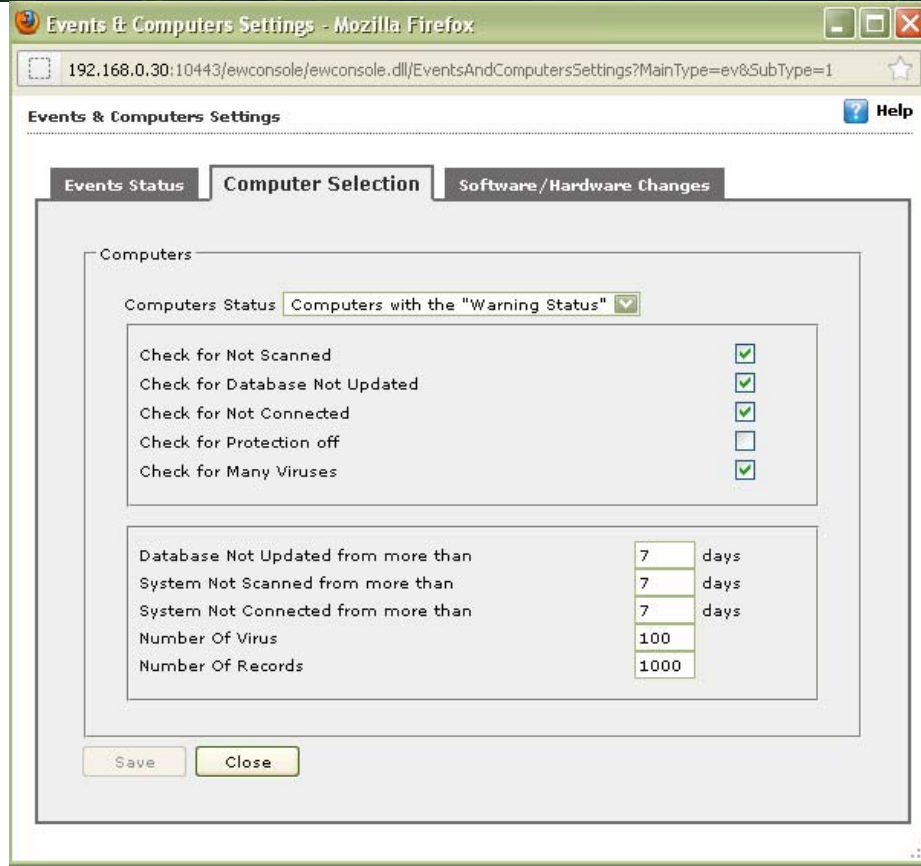 Events & Computers Settings - Mozilla Firefox
192.168.0.30:10443/ewconsole/ewconsole.dll/EventsAndComputersSettings?MainType=ev&SubType=1
Events & Computers Settings
? Help
Events Status
Computer Selection
Software/Hardware Changes
Computers
Computers Status Computers with the "Warning Status"
Check for Not Scanned
Check for Database Not Updated
Check for Not Connected
Check for Protection off
Check for Many Viruses
Database Not Updated from more than 7 days
System Not Scanned from more than 7 days
System Not Connected from more than 7 days
Number Of Virus 100
Number Of Records 1000
Save
Close